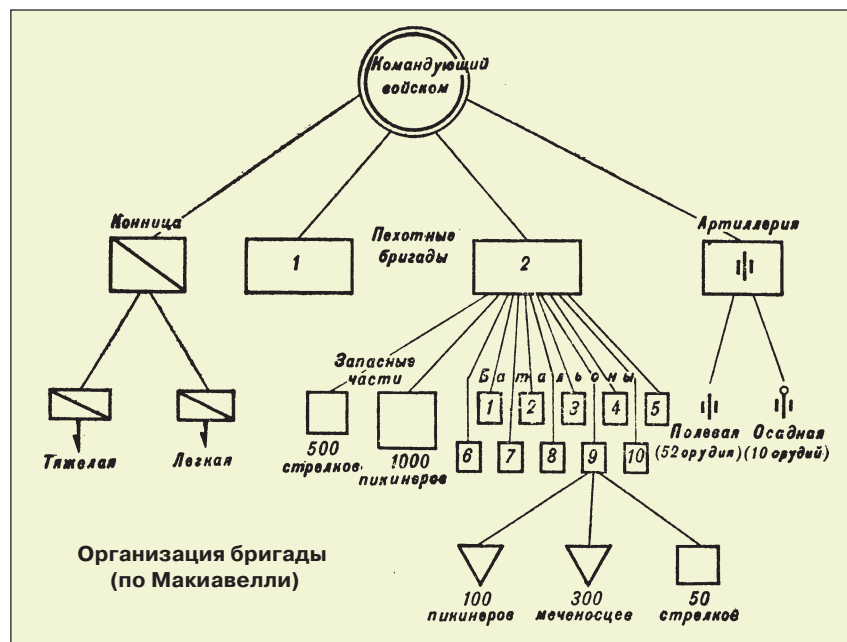 Командующий
войском
Конница
Пехотные
бригады
Артиллерия
1
2
Запасные
части
Батальоны
1
2
3
4
5
6
7
8
9
10
500
стрелков
1000
пикинеров
Тяжелая
Легкая
Полевая
(52 орудия)
Осадная
(10 орудий)
100
пикинеров
300
меченосцев
50
стрелков
Организация бригады
(по Макиавелли)